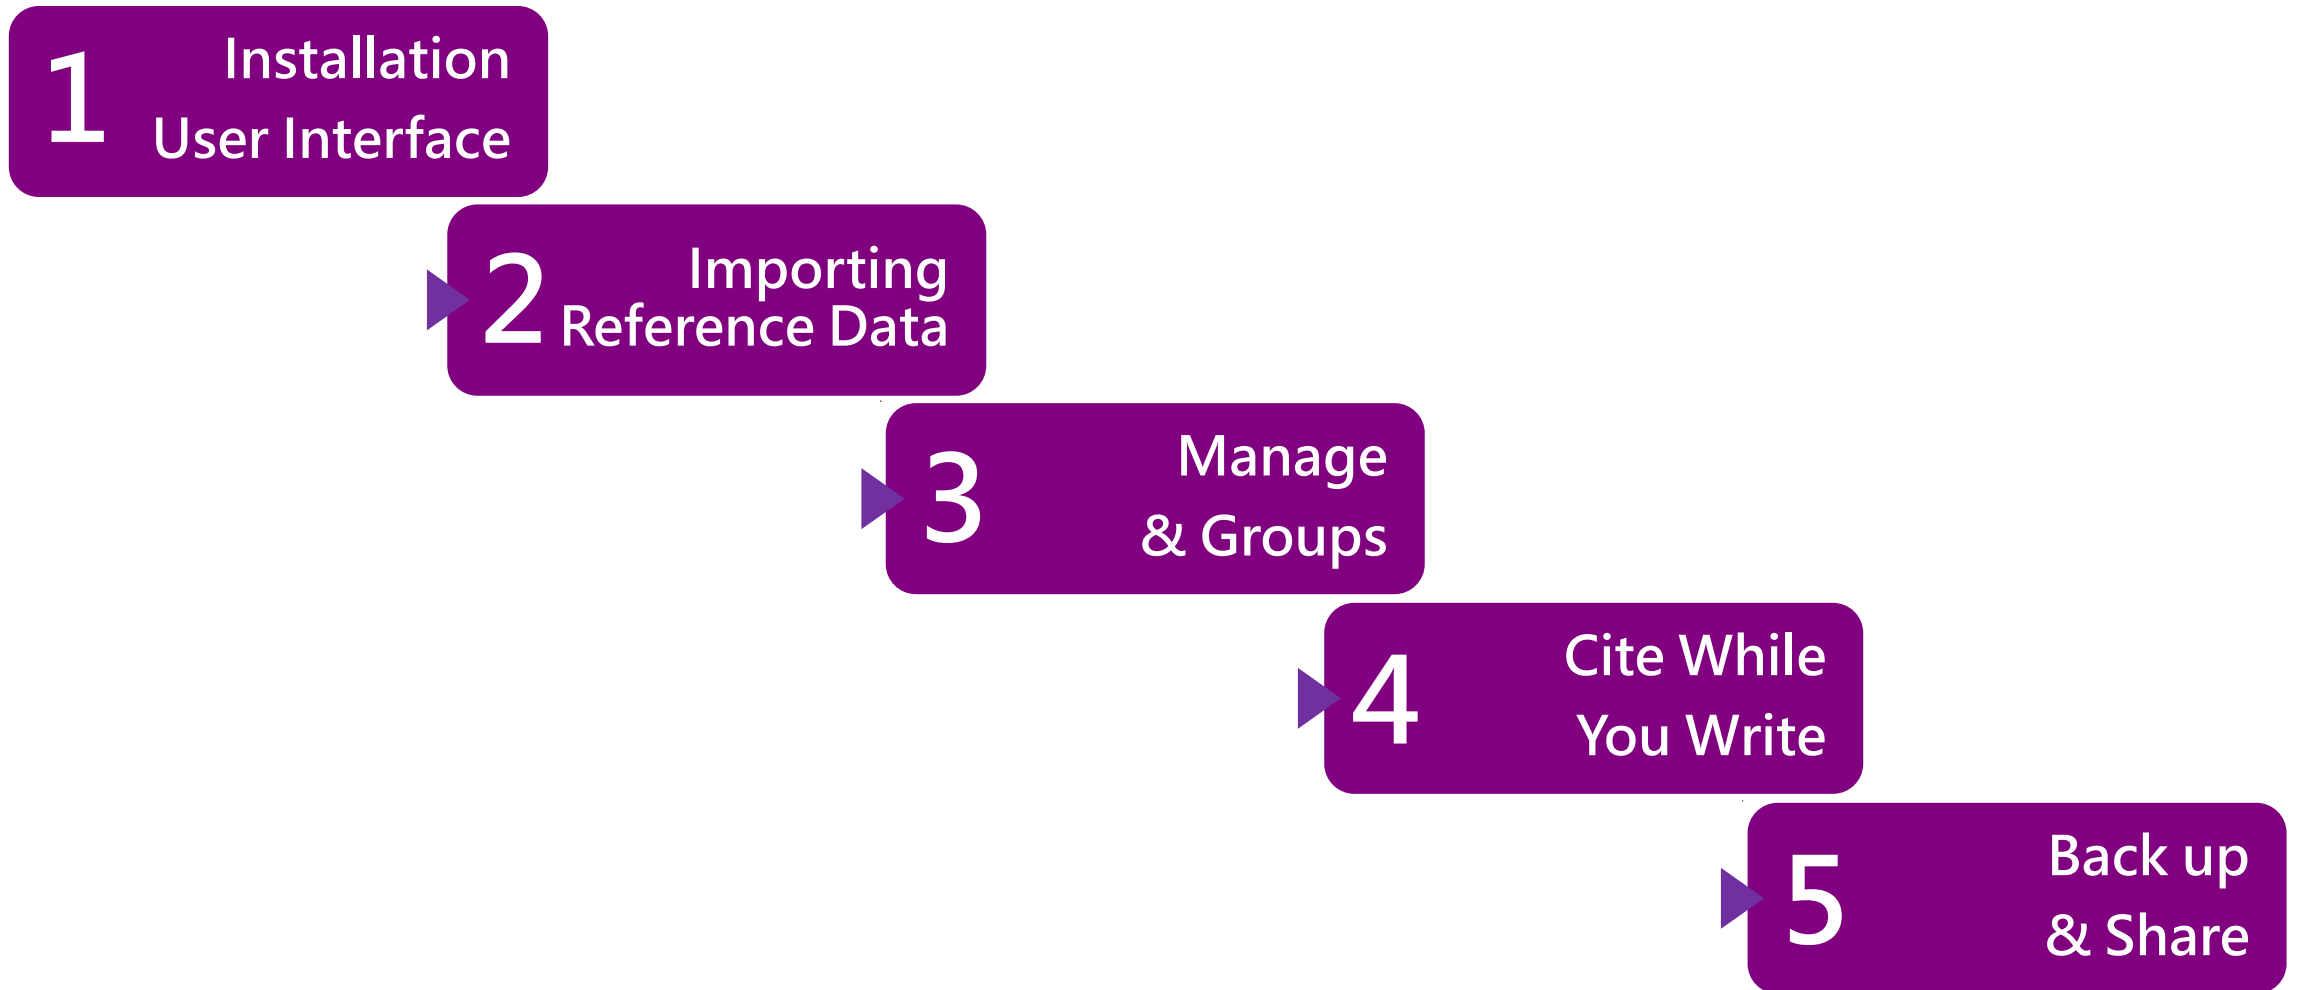 1
Installation
User Interface
2
Importing
Reference Data
3
Manage
& Groups
4
Cite While
You Write
5
Back up
& Share